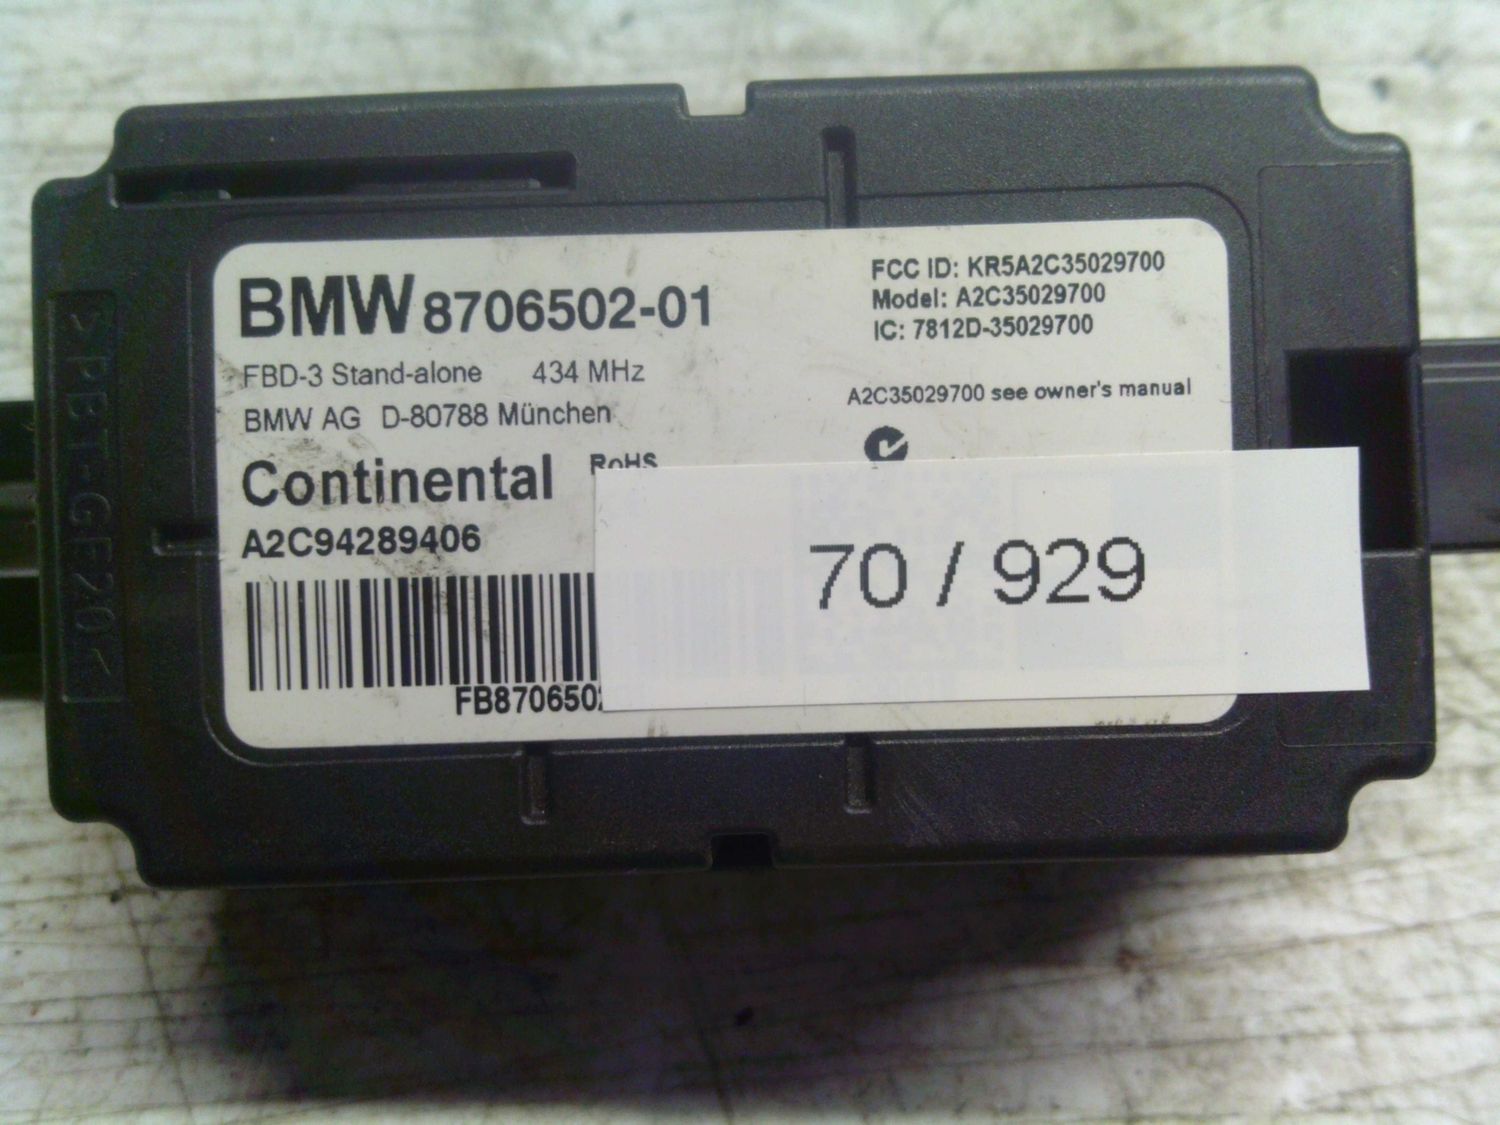 BMW 8706502-01
FBD-3 Stand-alone 434 MHz
BMW AG D-80788 München
Continental RoHS
A2C94289406
FB870650
FCC ID: KR5A2C35029700
Model: A2C35029700
IC: 7812D-35029700
A2C35029700 see owner's manual
70 / 929
>PBT-GF20<